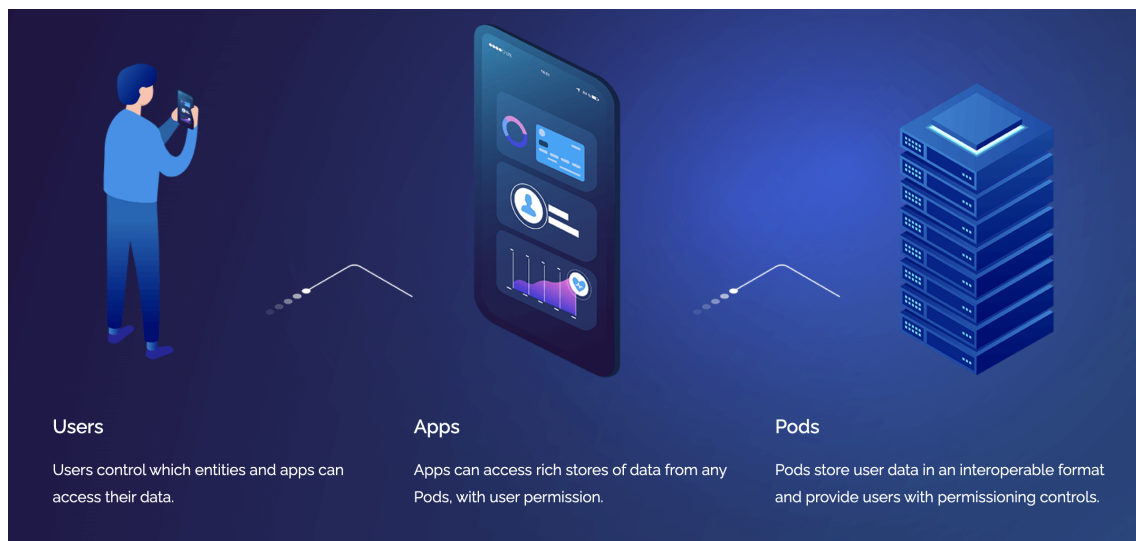 Users
Users control which entities and apps can
access their data.
Apps
Apps can access rich stores of data from any
Pods, with user permission.
Pods
Pods store user data in an interoperable format
and provide users with permissioning controls.